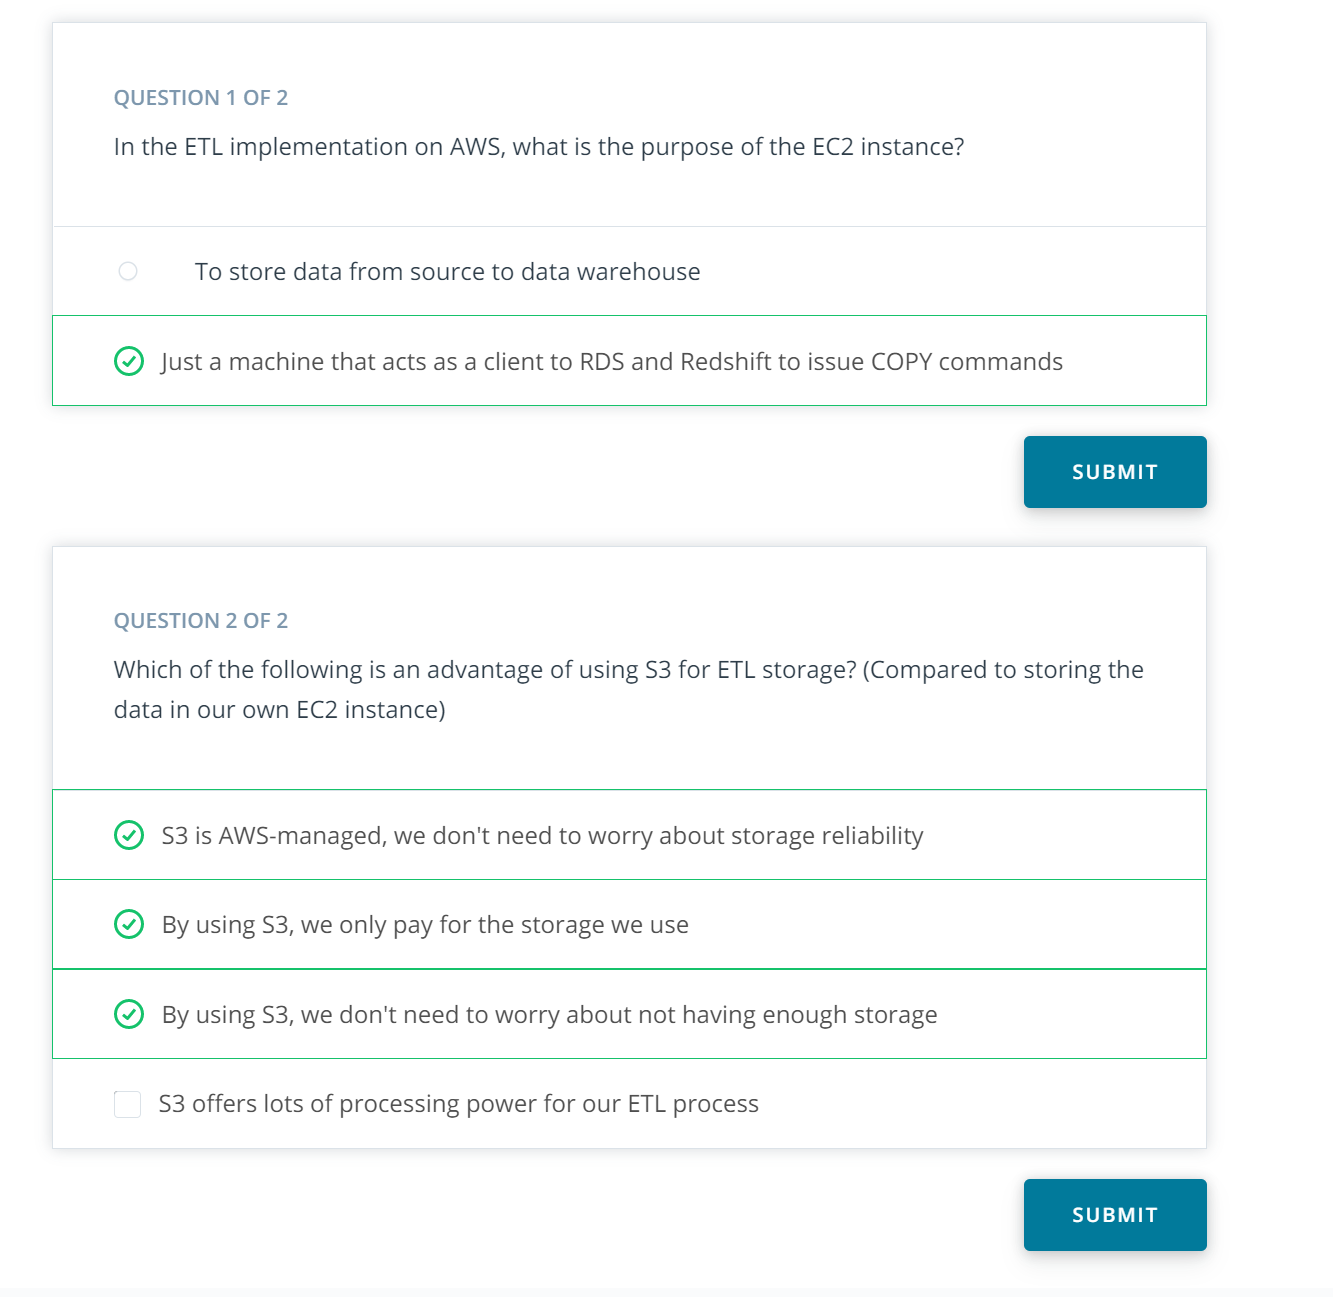 QUESTION 1 OF 2
In the ETL implementation on AWS, what is the purpose of the EC2 instance?
To store data from source to data warehouse
Just a machine that acts as a client to RDS and Redshift to issue COPY commands
SUBMIT
QUESTION 2 OF 2
Which of the following is an advantage of using S3 for ETL storage? (Compared to storing the
data in our own EC2 instance)
S3 is AWS-managed, we don't need to worry about storage reliability
By using S3, we only pay for the storage we use
By using S3, we don't need to worry about not having enough storage
S3 offers lots of processing power for our ETL process
SUBMIT